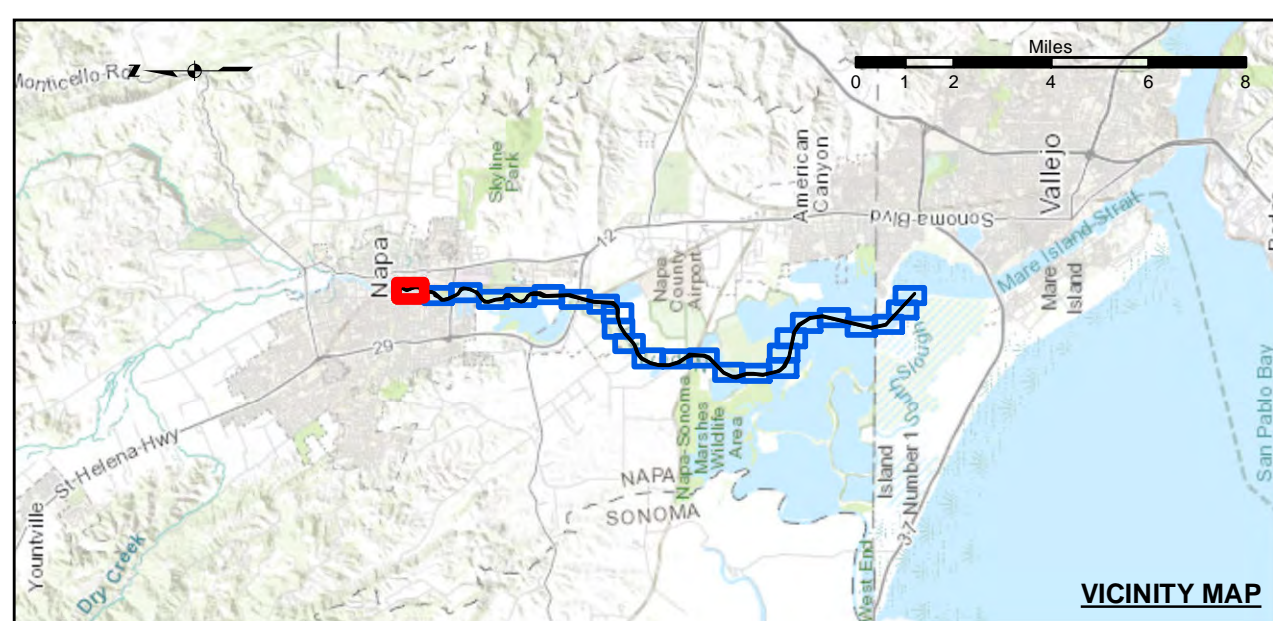 Miles
0 1 2 4 6 8
Z
Monticello-Rd
Skyline
Park
American
Canyon
Vallejo
Sonoma-Blvd
Mare Island-Strait
Mare
Island
Napa
12
Napa
County
Airport
29
South Slough
San Pablo Bay
Napa-Sonoma
Marshes
Wildlife
Area
NAPA
SONOMA
St-Helena-Hwy
Yountville
Dry Creek
Island
Number 1
37
West End
VICINITY MAP